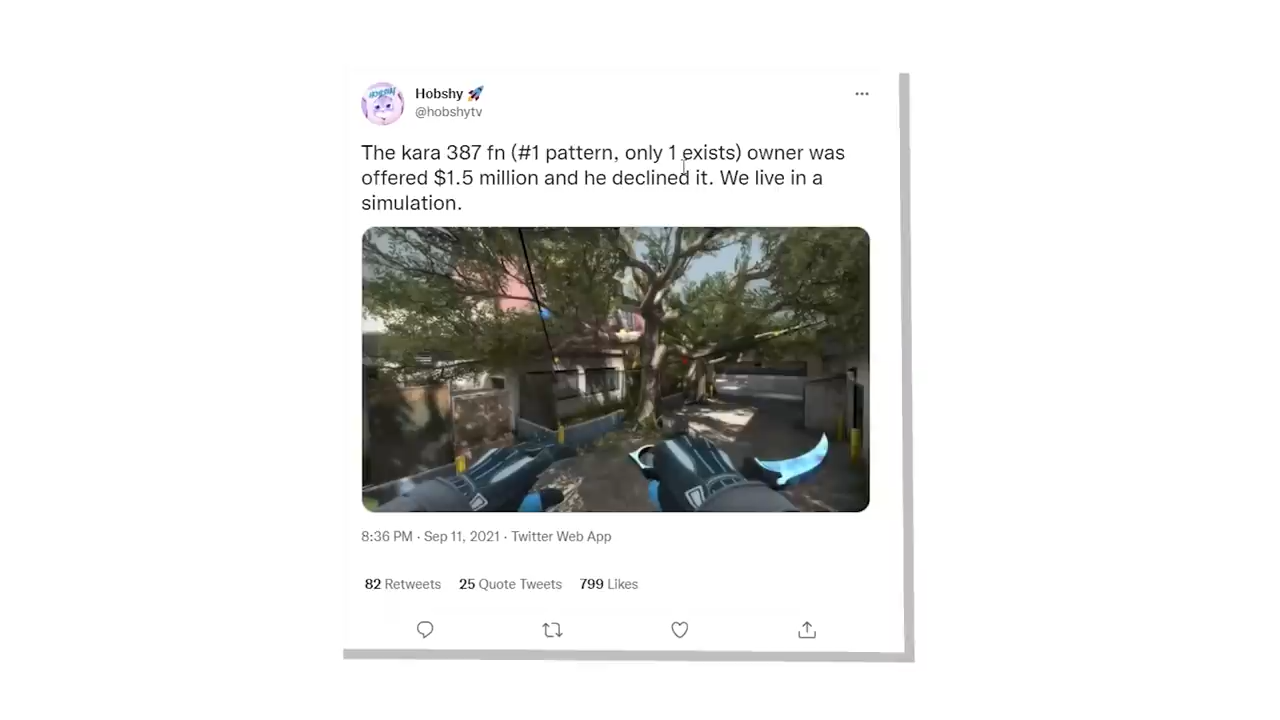 Hobshy 🚀
@hobshytv
The kara 387 fn (#1 pattern, only 1 exists) owner was
offered $1.5 million and he declined it. We live in a
simulation.
8:36 PM · Sep 11, 2021 · Twitter Web App
82 Retweets 25 Quote Tweets 799 Likes